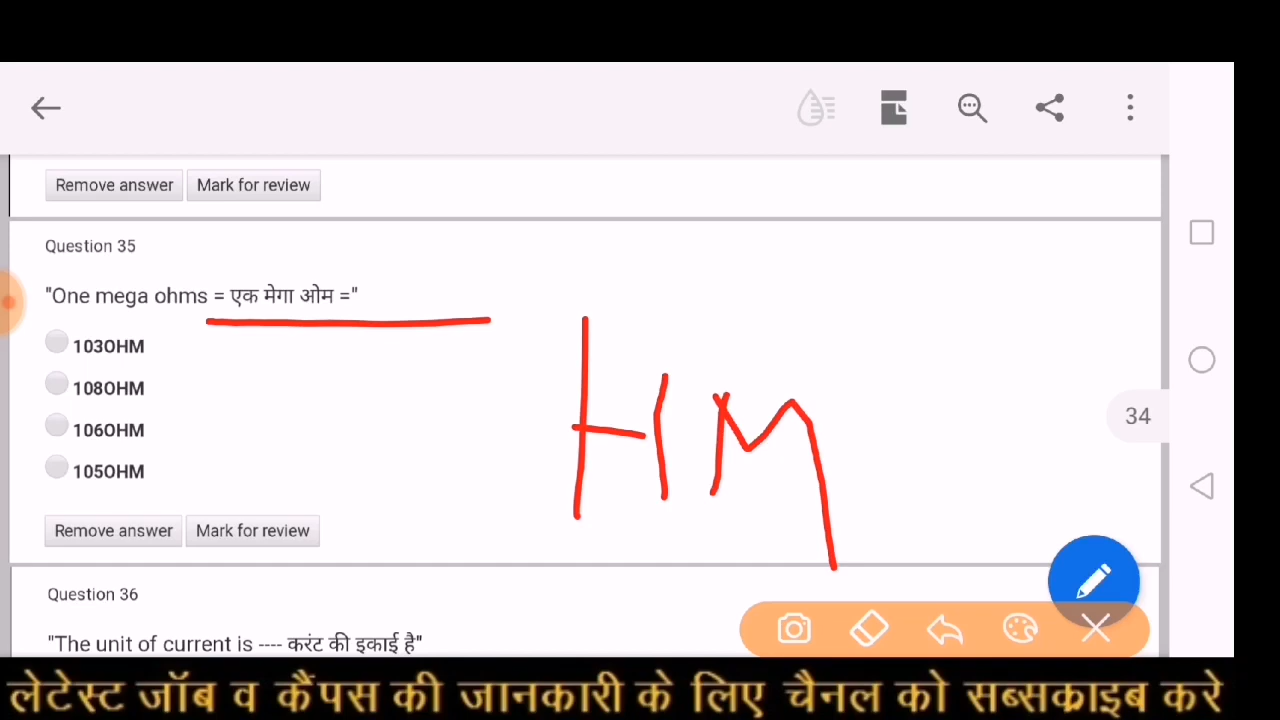 Remove answer Mark for review
Question 35
"One mega ohms = एक मेगा ओम ="
103OHM
108OHM
106OHM
105OHM
HM
34
Remove answer Mark for review
Question 36
"The unit of current is ---- करंट की इकाई है"
लेटेस्ट जॉब व कैंपस की जानकारी के लिए चैनल को सब्सक्राइब करे